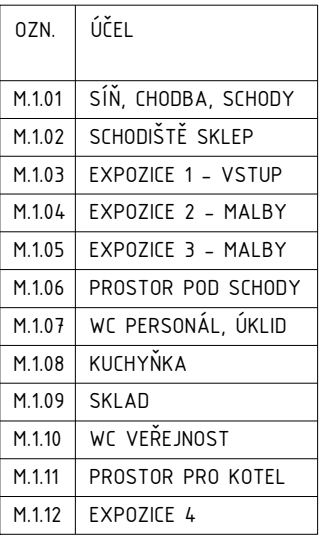 OZN. ÚČEL
M.1.01 SÍŇ, CHODBA, SCHODY
M.1.02 SCHODIŠTĚ SKLEP
M.1.03 EXPOZICE 1 – VSTUP
M.1.04 EXPOZICE 2 – MALBY
M.1.05 EXPOZICE 3 – MALBY
M.1.06 PROSTOR POD SCHODY
M.1.07 WC PERSONÁL, ÚKLID
M.1.08 KUCHYŇKA
M.1.09 SKLAD
M.1.10 WC VEŘEJNOST
M.1.11 PROSTOR PRO KOTEL
M.1.12 EXPOZICE 4